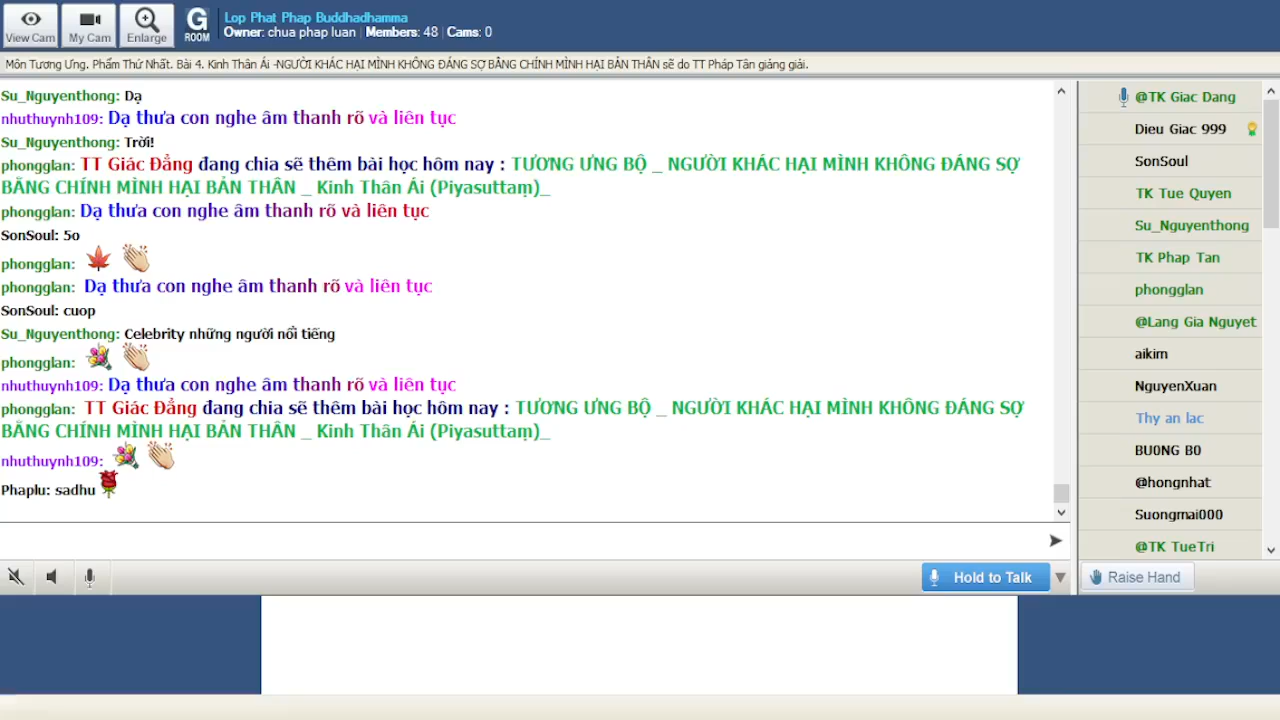 View Cam
My Cam
Enlarge
G ROOM
Lop Phat Phap Buddhadhamma
Owner: chua phap luan | Members: 48 | Cams: 0
Môn Tương Ưng. Phẩm Thứ Nhất. Bài 4. Kinh Thân Ái -NGƯỜI KHÁC HẠI MÌNH KHÔNG ĐÁNG SỢ BẰNG CHÍNH MÌNH HẠI BẢN THÂN sẽ do TT Pháp Tân giảng giải.
Su_Nguyenthong: Dạ
nhuthuynh109: Dạ thưa con nghe âm thanh rõ và liên tục
Su_Nguyenthong: Trời!
phongglan: TT Giác Đẳng đang chia sẽ thêm bài học hôm nay : TƯƠNG ƯNG BỘ _ NGƯỜI KHÁC HẠI MÌNH KHÔNG ĐÁNG SỢ
BẰNG CHÍNH MÌNH HẠI BẢN THÂN _ Kinh Thân Ái (Piyasuttaṃ)_
phongglan: Dạ thưa con nghe âm thanh rõ và liên tục
SonSoul: 5o
phongglan:
phongglan: Dạ thưa con nghe âm thanh rõ và liên tục
SonSoul: cuop
Su_Nguyenthong: Celebrity những người nổi tiếng
phongglan:
nhuthuynh109: Dạ thưa con nghe âm thanh rõ và liên tục
phongglan: TT Giác Đẳng đang chia sẽ thêm bài học hôm nay : TƯƠNG ƯNG BỘ _ NGƯỜI KHÁC HẠI MÌNH KHÔNG ĐÁNG SỢ
BẰNG CHÍNH MÌNH HẠI BẢN THÂN _ Kinh Thân Ái (Piyasuttaṃ)_
nhuthuynh109:
Phaplu: sadhu
@TK Giac Dang
Dieu Giac 999
SonSoul
TK Tue Quyen
Su_Nguyenthong
TK Phap Tan
phongglan
@Lang Gia Nguyet
aikim
NguyenXuan
Thy an lac
BU0NG B0
@hongnhat
Suongmai000
@TK TueTri
Hold to Talk
Raise Hand